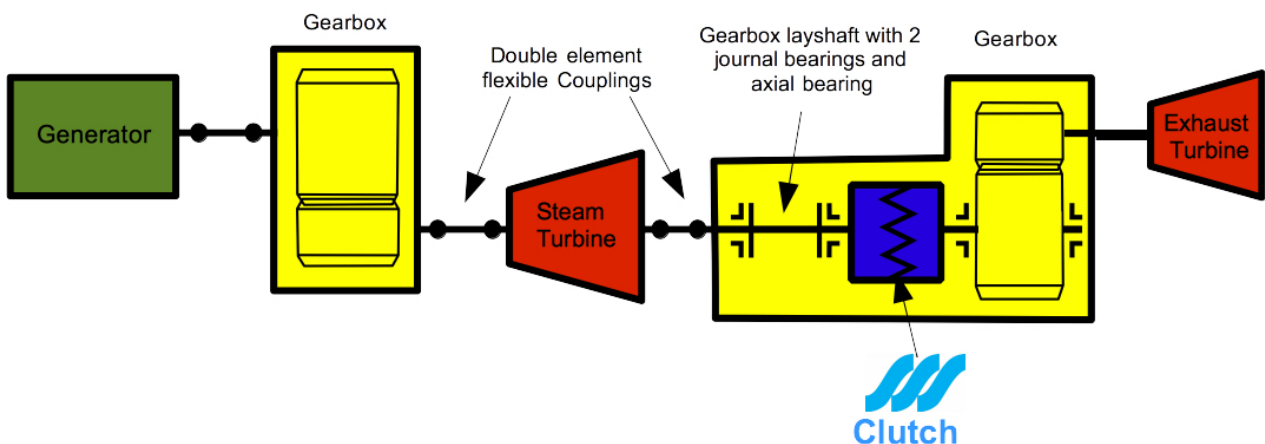 Gearbox
Double element
flexible Couplings
Gearbox layshaft with 2
journal bearings and
axial bearing
Gearbox
Generator
Steam
Turbine
Exhaust
Turbine
Clutch